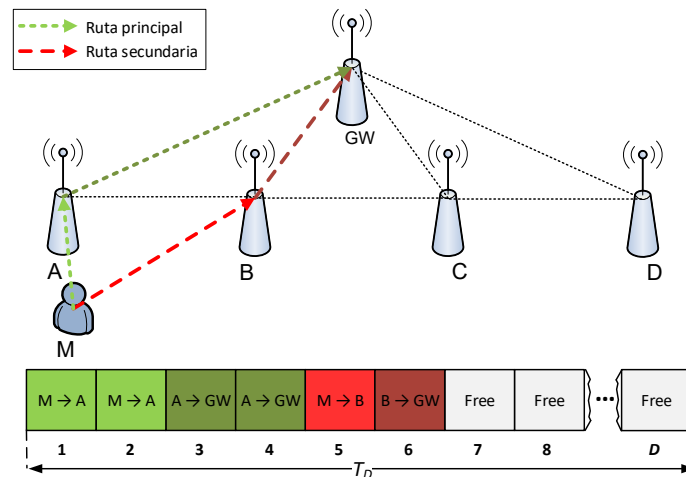 Ruta principal
Ruta secundaria
GW
A
B
C
D
M
M → A M → A A → GW A → GW M → B B → GW Free Free ••• Free
1 2 3 4 5 6 7 8 D
T_D